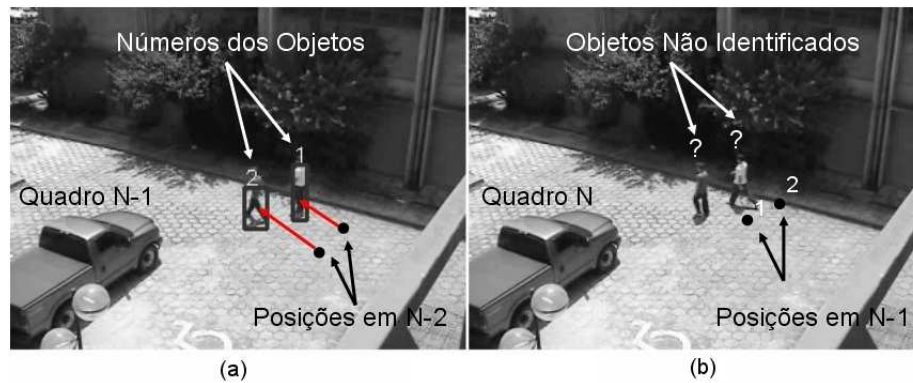 Números dos Objetos
2
1
Quadro N-1
Posições em N-2
(a)
Objetos Não Identificados
?
?
Quadro N
1
2
Posições em N-1
(b)